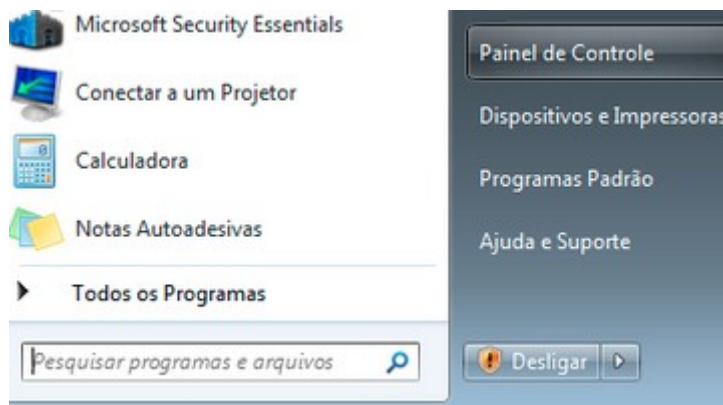 Microsoft Security Essentials
Conectar a um Projetor
Calculadora
Notas Autoadesivas
Todos os Programas
Pesquisar programas e arquivos
Painel de Controle
Dispositivos e Impressoras
Programas Padrão
Ajuda e Suporte
Desligar